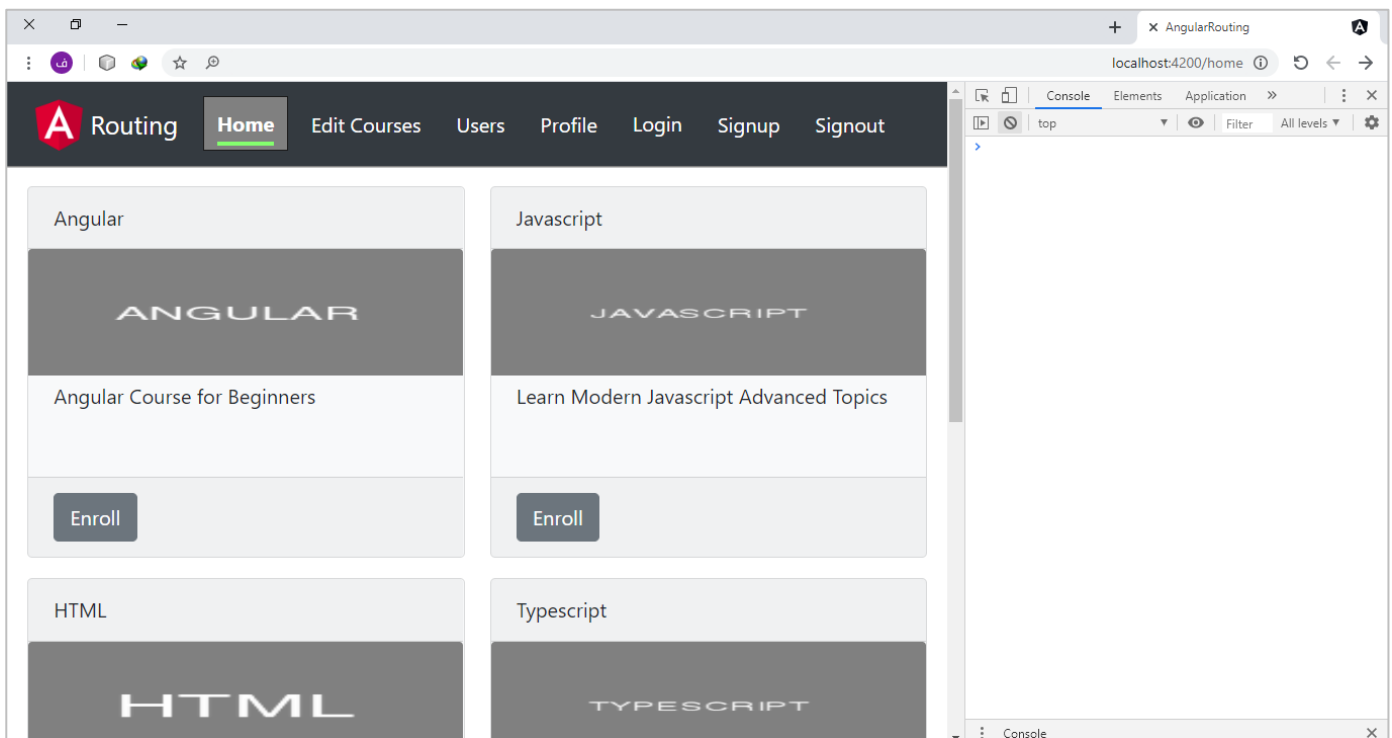 AngularRouting
ف
localhost:4200/home
Routing Home Edit Courses Users Profile Login Signup Signout
Console Elements Application »
top Filter All levels
Angular
Javascript
ANGULAR
JAVASCRIPT
Angular Course for Beginners
Learn Modern Javascript Advanced Topics
Enroll
Enroll
HTML
Typescript
HTML
TYPESCRIPT
Console